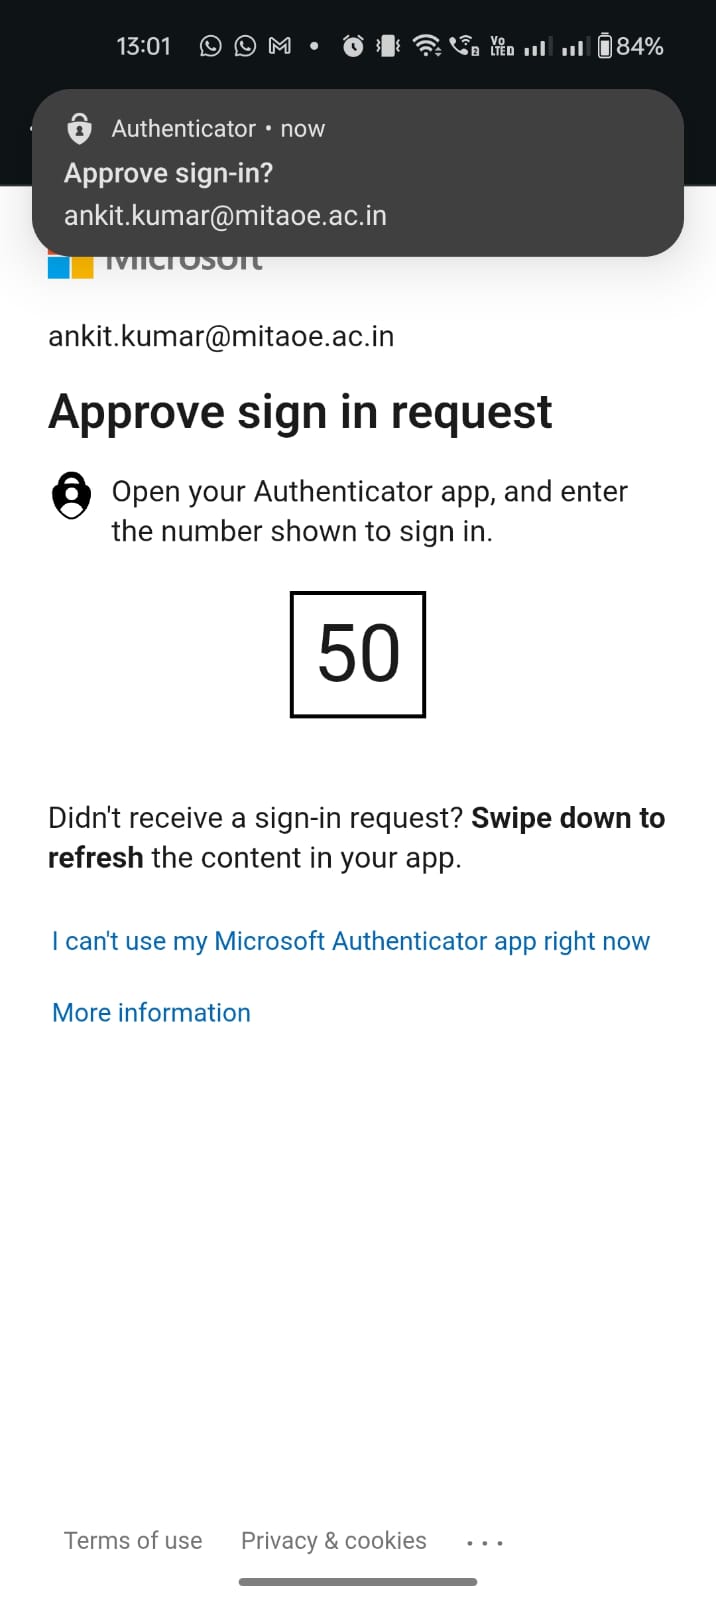 13:01 84%
Authenticator • now
Approve sign-in?
ankit.kumar@mitaoe.ac.in
Microsoft
ankit.kumar@mitaoe.ac.in
Approve sign in request
Open your Authenticator app, and enter
the number shown to sign in.
50
Didn't receive a sign-in request? Swipe down to
refresh the content in your app.
I can't use my Microsoft Authenticator app right now
More information
Terms of use Privacy & cookies ...